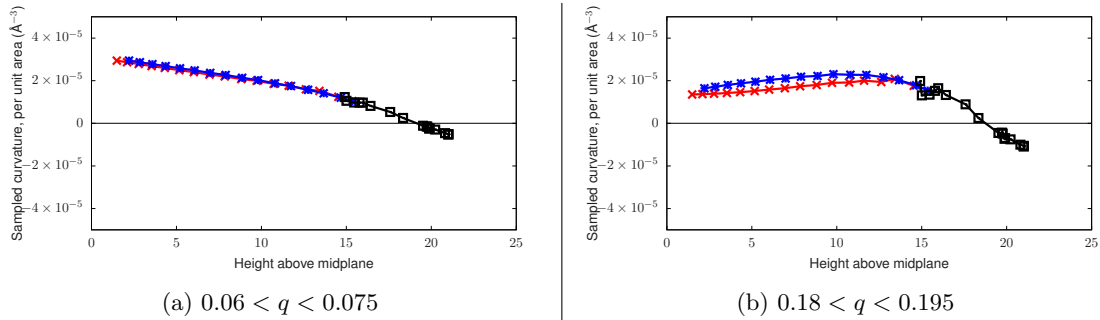 Sampled curvature, per unit area (Å⁻³)
4 × 10⁻⁵
2 × 10⁻⁵
0
−2 × 10⁻⁵
−4 × 10⁻⁵
0 5 10 15 20 25
Height above midplane
(a) 0.06 < q < 0.075
Sampled curvature, per unit area (Å⁻³)
4 × 10⁻⁵
2 × 10⁻⁵
0
−2 × 10⁻⁵
−4 × 10⁻⁵
0 5 10 15 20 25
Height above midplane
(b) 0.18 < q < 0.195